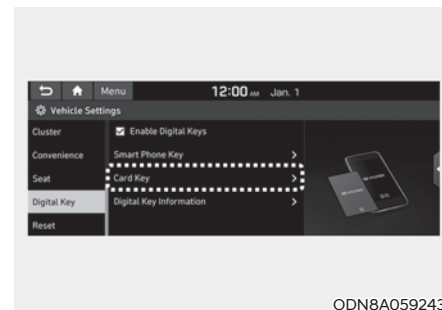 Menu 12:00 AM Jan. 1
Vehicle Settings
Cluster
Enable Digital Keys
Convenience
Smart Phone Key
Seat
Card Key
Digital Key
Digital Key Information
Reset
ODN8A059243